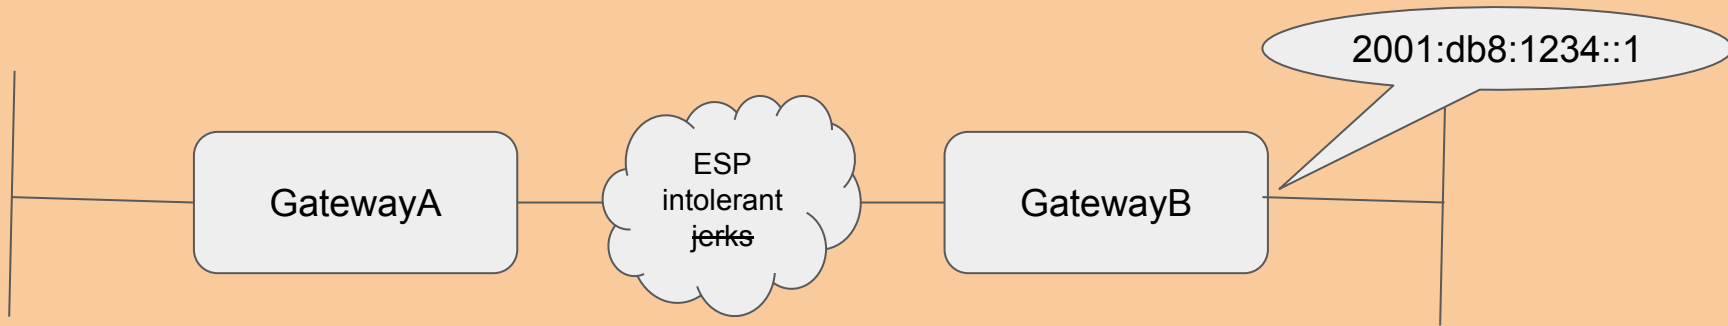 2001:db8:1234::1
GatewayA
ESP
intolerant
jerks
GatewayB